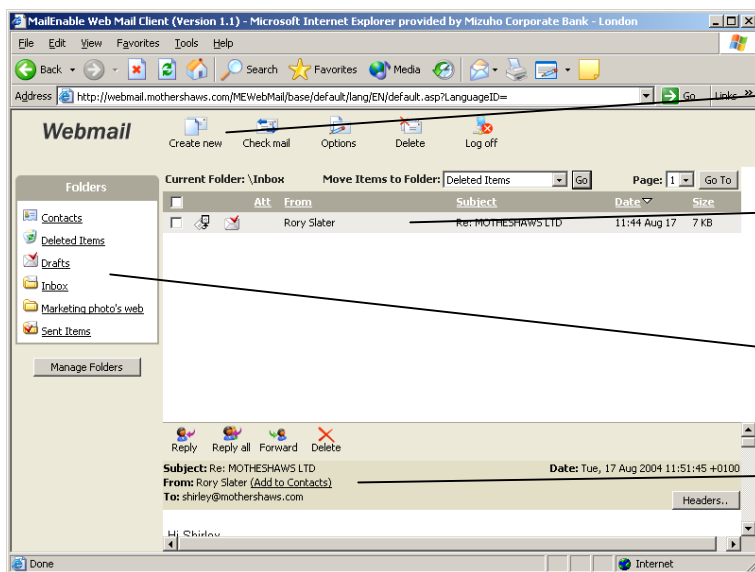 MailEnable Web Mail Client (Version 1.1) - Microsoft Internet Explorer provided by Mizuho Corporate Bank - London
File Edit View Favorites Tools Help
Back Search Favorites Media
Address http://webmail.mothershaws.com/MEWebMail/base/default/lang/EN/default.asp?LanguageID= Go Links »
Webmail
Create new Check mail Options Delete Log off
Current Folder: \Inbox Move Items to Folder: Deleted Items Go Page: 1 Go To
Folders
Att From Subject Date Size
Rory Slater Re: MOTHESHAWS LTD 11:44 Aug 17 7 KB
Contacts
Deleted Items
Drafts
Inbox
Marketing photo's web
Sent Items
Manage Folders
Reply Reply all Forward Delete
Subject: Re: MOTHESHAWS LTD Date: Tue, 17 Aug 2004 11:51:45 +0100
From: Rory Slater (Add to Contacts)
To: shirley@mothershaws.com
Headers..
Hi Shirley
Done Internet